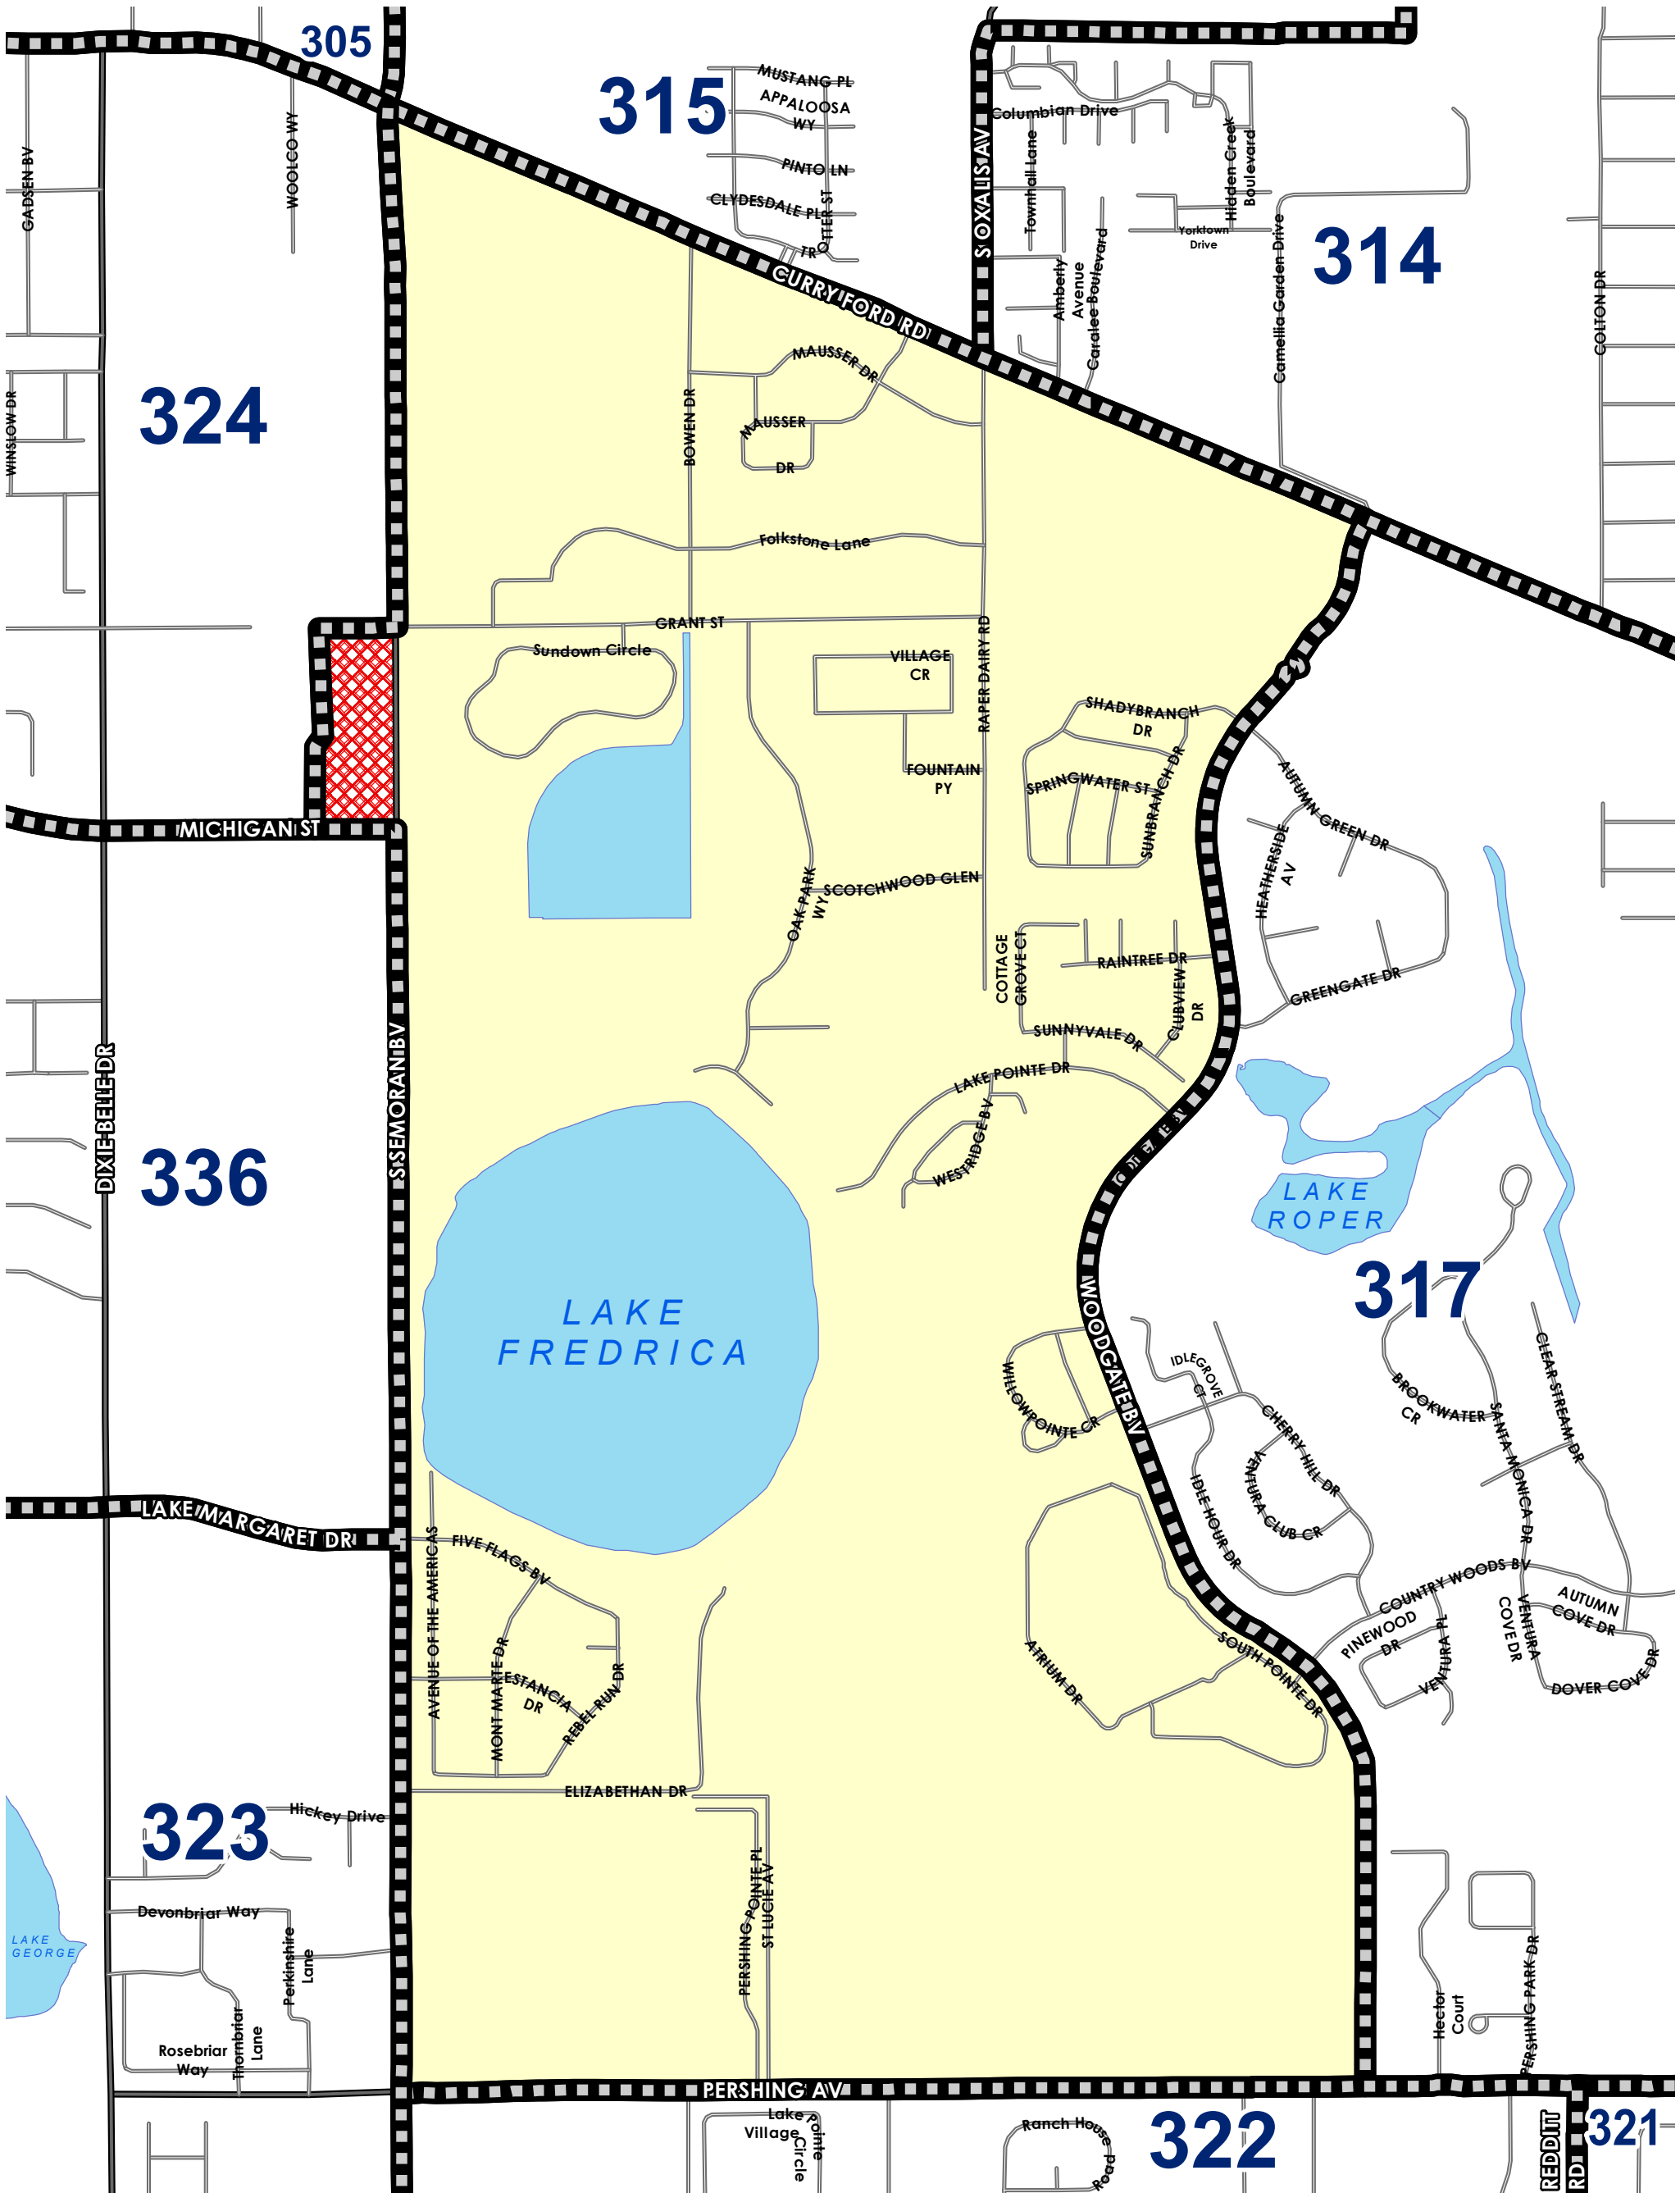 305
315
MUSTANG PL
APPALOOSA
WY
PINTO LN
CLYDESDALE PL
OTTER ST
TR
CURRY FORD RD
S OXALIS AV
Columbian Drive
Townhall Lane
Hidden Creek
Boulevard
Yorktown
Drive
Amberly
Avenue
Caralee Boulevard
Camellia Garden Drive
314
COLTON DR
GADSEN BV
WOOLCO WY
WINSLOW DR
324
BOWEN DR
MAUSSER DR
MAUSSER
DR
Folkstone Lane
GRANT ST
Sundown Circle
VILLAGE
CR
RAPER DAIRY RD
FOUNTAIN
PY
SHADYBRANCH
DR
SPRINGWATER ST
SUNBRANCH DR
AUTUMN GREEN DR
HEATHERSIDE
AV
GREENGATE DR
MICHIGAN ST
OAK PARK
WY
SCOTCHWOOD GLEN
COTTAGE
GROVE CT
RAINTREE DR
CLUBVIEW
DR
SUNNYVALE DR
LAKE POINTE DR
WESTRIDGE BV
DIXIE BELLE DR
S SEMORAN BV
336
LAKE
ROPER
317
LAKE
FREDRICA
WOODGATE BV
WILLOWPOINTE CR
IDLEGROVE
CT
CHERRY HILL DR
VENTURA CLUB CR
IDLE HOUR DR
BROOKWATER
CR
SANTA MONICA DR
CLEAR STREAM DR
LAKE MARGARET DR
FIVE FLAGS BV
AVENUE OF THE AMERICAS
MONT MARTE DR
ESTANCIA
DR
REBEL RUN DR
ATRIUM DR
SOUTH POINTE DR
COUNTRY WOODS BV
PINEWOOD
DR
VENTURA PL
VENTURA
COVE DR
AUTUMN
COVE DR
DOVER COVE DR
ELIZABETHAN DR
323
Hickey Drive
Devonbriar Way
Perkinshire
Lane
Rosebriar
Way
Thornbriar
Lane
LAKE
GEORGE
PERSHING POINTE PL
ST LUCIE AV
Hector
Court
PERSHING PARK DR
PERSHING AV
Lake Pointe
Village
Circle
Ranch House
Road
322
REDDITT
RD
321